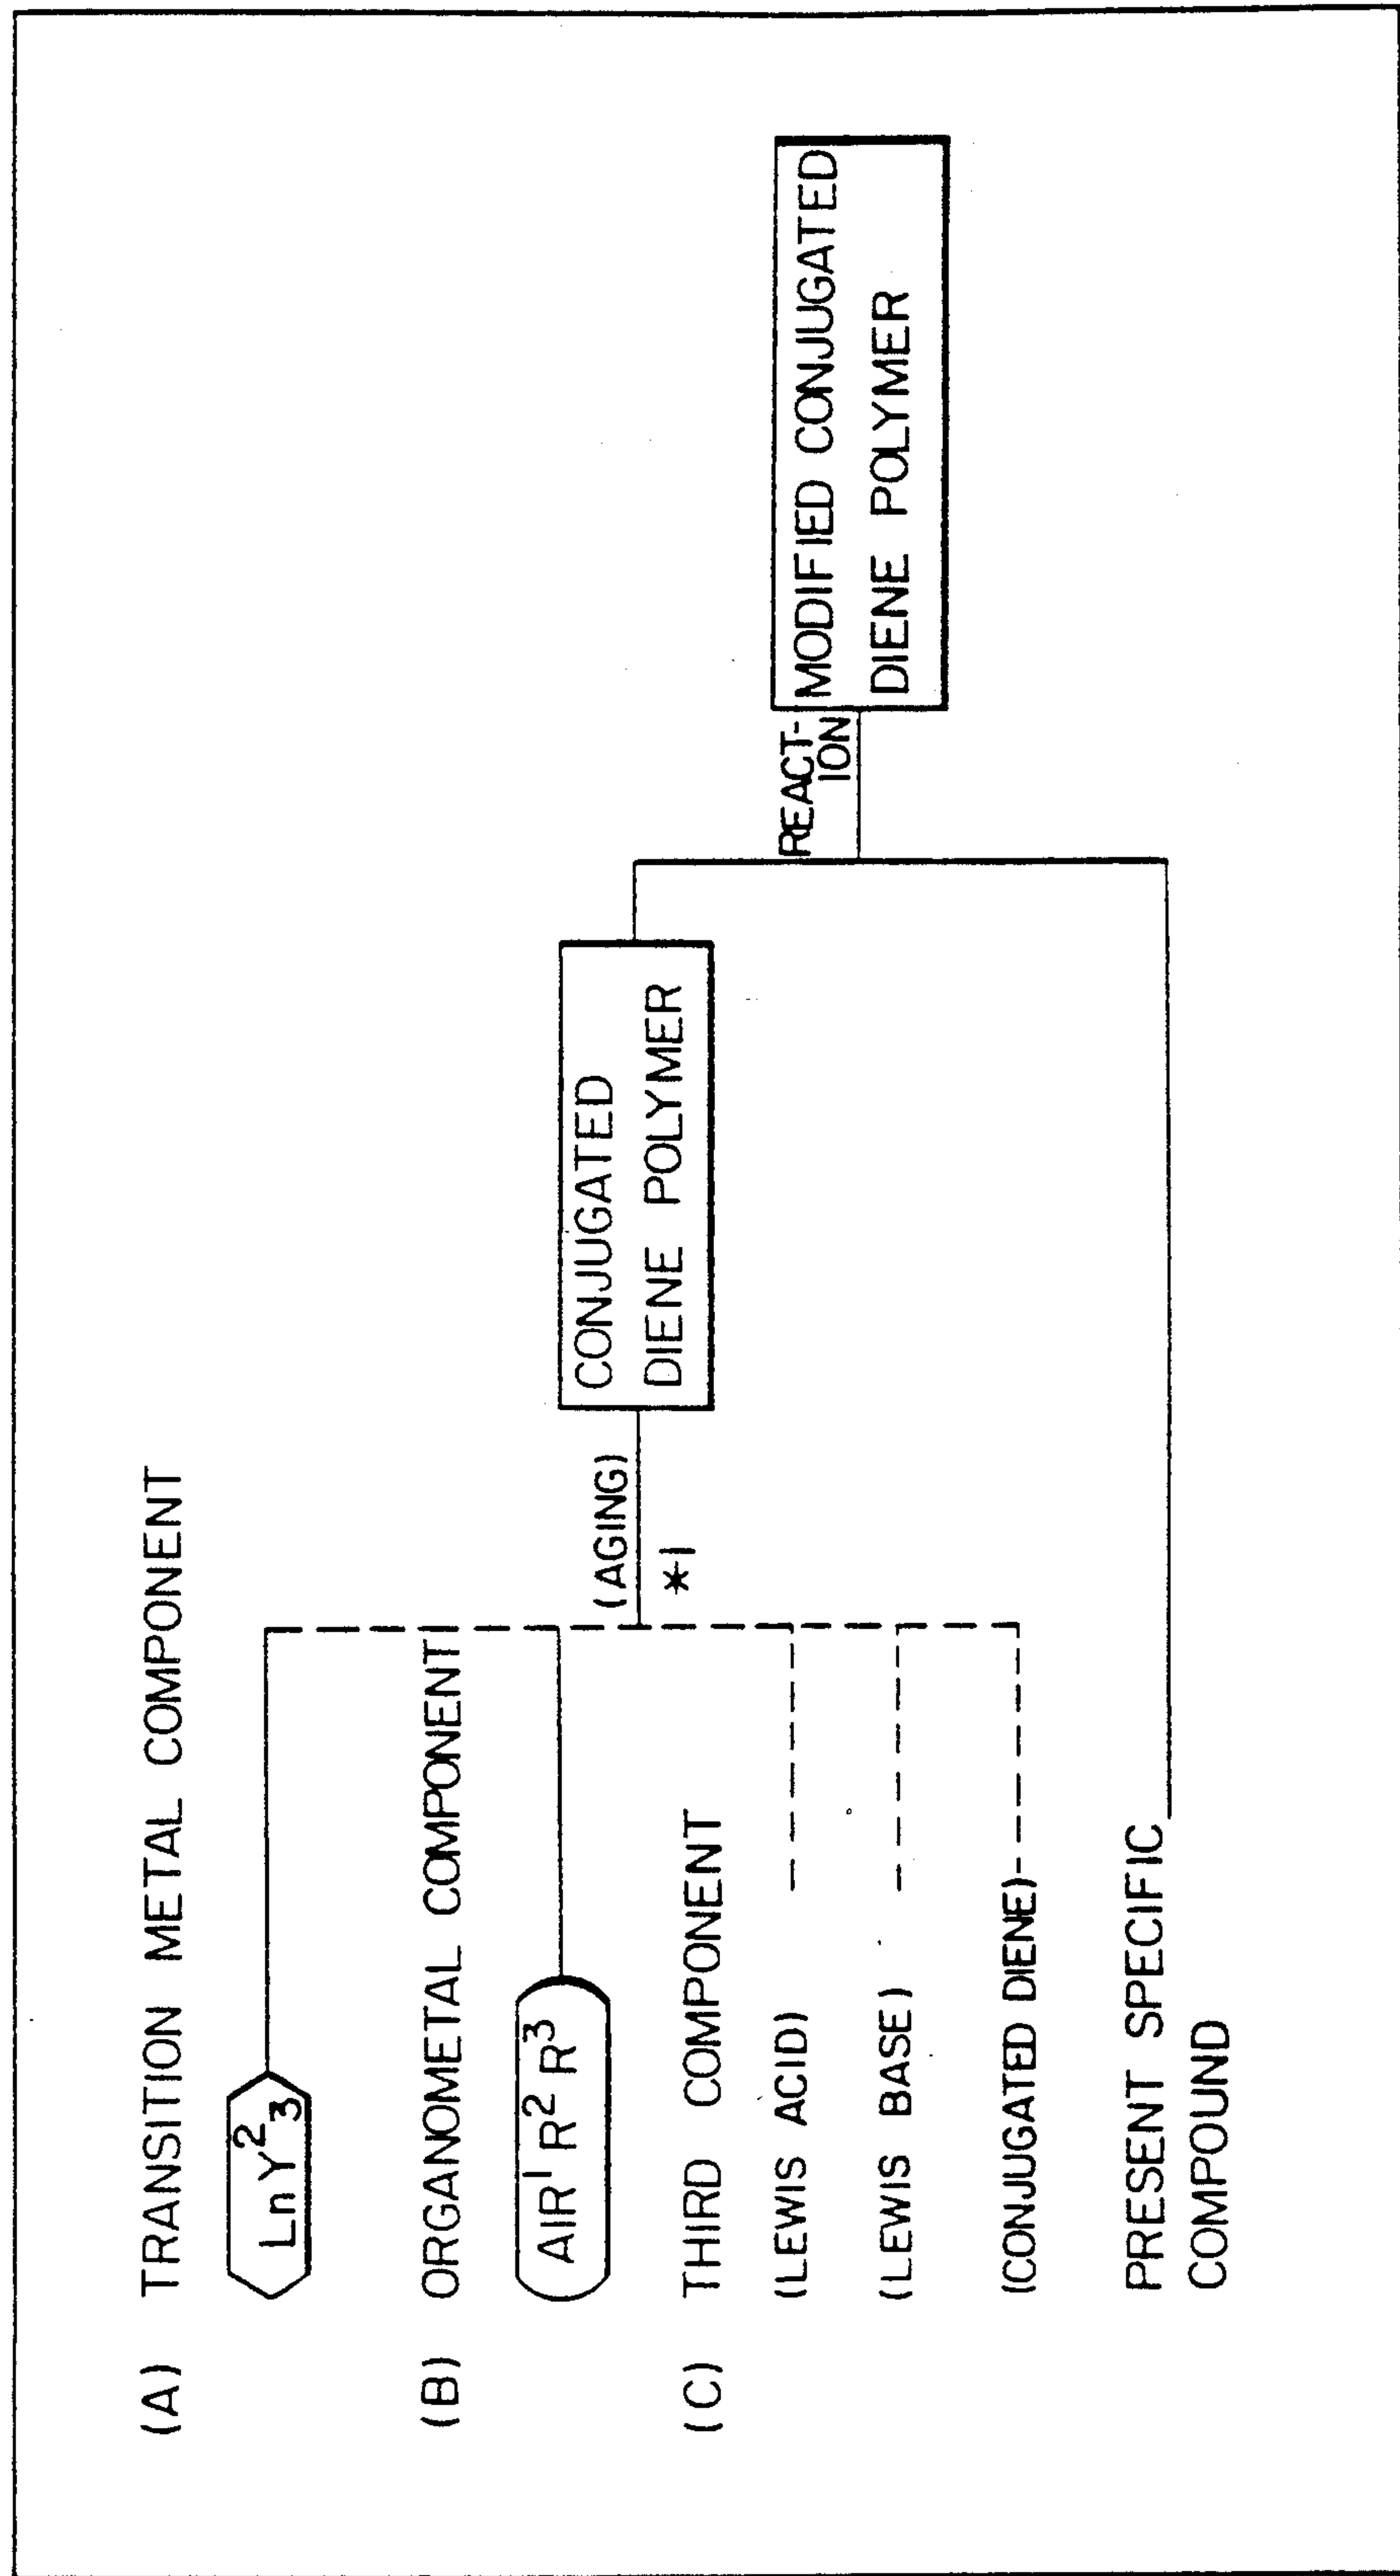 (A) TRANSITION METAL COMPONENT
LnY²₃
(B) ORGANOMETAL COMPONENT
AlR¹R²R³
(C) THIRD COMPONENT
(LEWIS ACID)
(LEWIS BASE)
(CONJUGATED DIENE)
PRESENT SPECIFIC
COMPOUND
(AGING)
*1
CONJUGATED
DIENE POLYMER
REACT-
ION
MODIFIED CONJUGATED
DIENE POLYMER